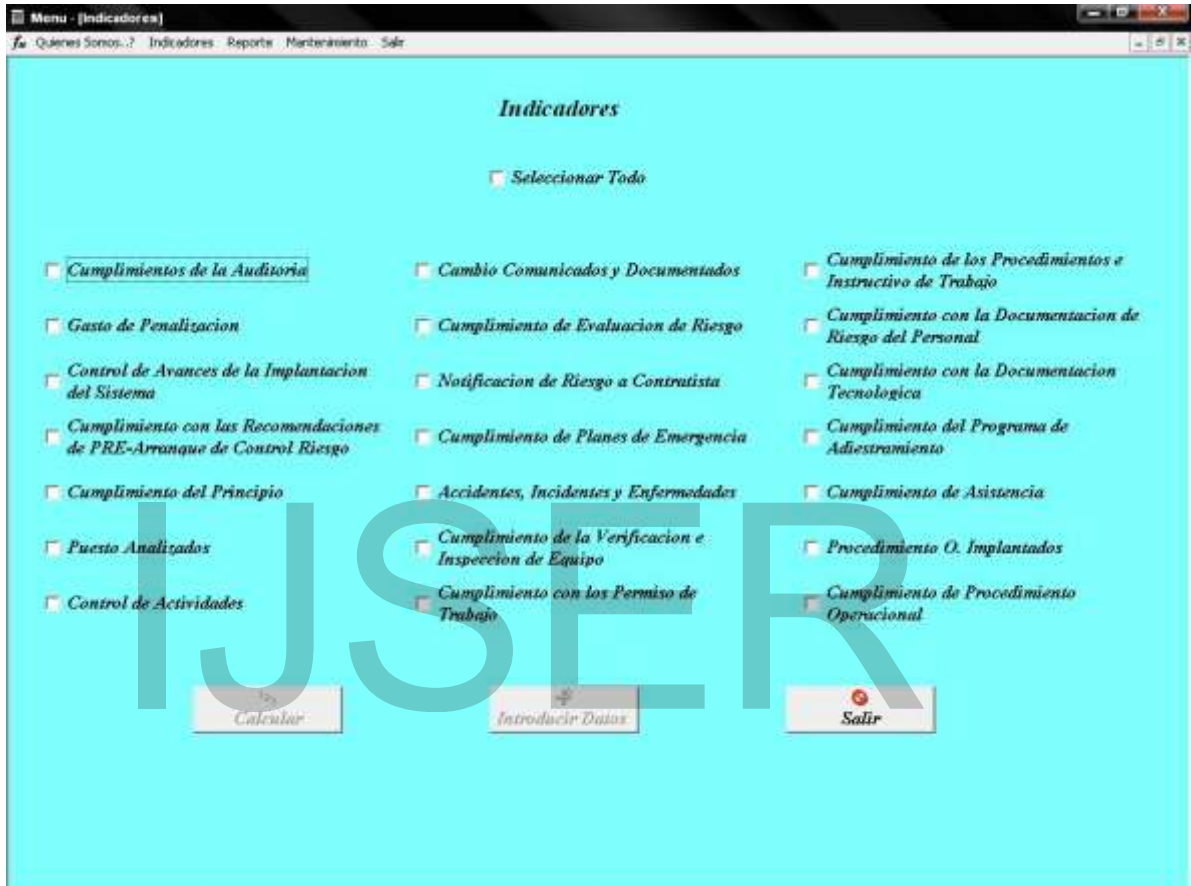 Menu - [Indicadores]
Quienes Somos..? Indicadores Reporte Mantenimiento Salir
Indicadores
Seleccionar Todo
Cumplimientos de la Auditoria
Gasto de Penalizacion
Control de Avances de la Implantacion
del Sistema
Cumplimiento con las Recomendaciones
de PRE-Arranque de Control Riesgo
Cumplimiento del Principio
Puesto Analizados
Control de Actividades
Cambio Comunicados y Documentados
Cumplimiento de Evaluacion de Riesgo
Notificacion de Riesgo a Contratista
Cumplimiento de Planes de Emergencia
Accidentes, Incidentes y Enfermedades
Cumplimiento de la Verificacion e
Inspeccion de Equipo
Cumplimiento con los Permiso de
Trabajo
Cumplimiento de los Procedimientos e
Instructivo de Trabajo
Cumplimiento con la Documentacion de
Riesgo del Personal
Cumplimiento con la Documentacion
Tecnologica
Cumplimiento del Programa de
Adiestramiento
Cumplimiento de Asistencia
Procedimiento O. Implantados
Cumplimiento de Procedimiento
Operacional
IJSER
Calcular
Introducir Datos
Salir